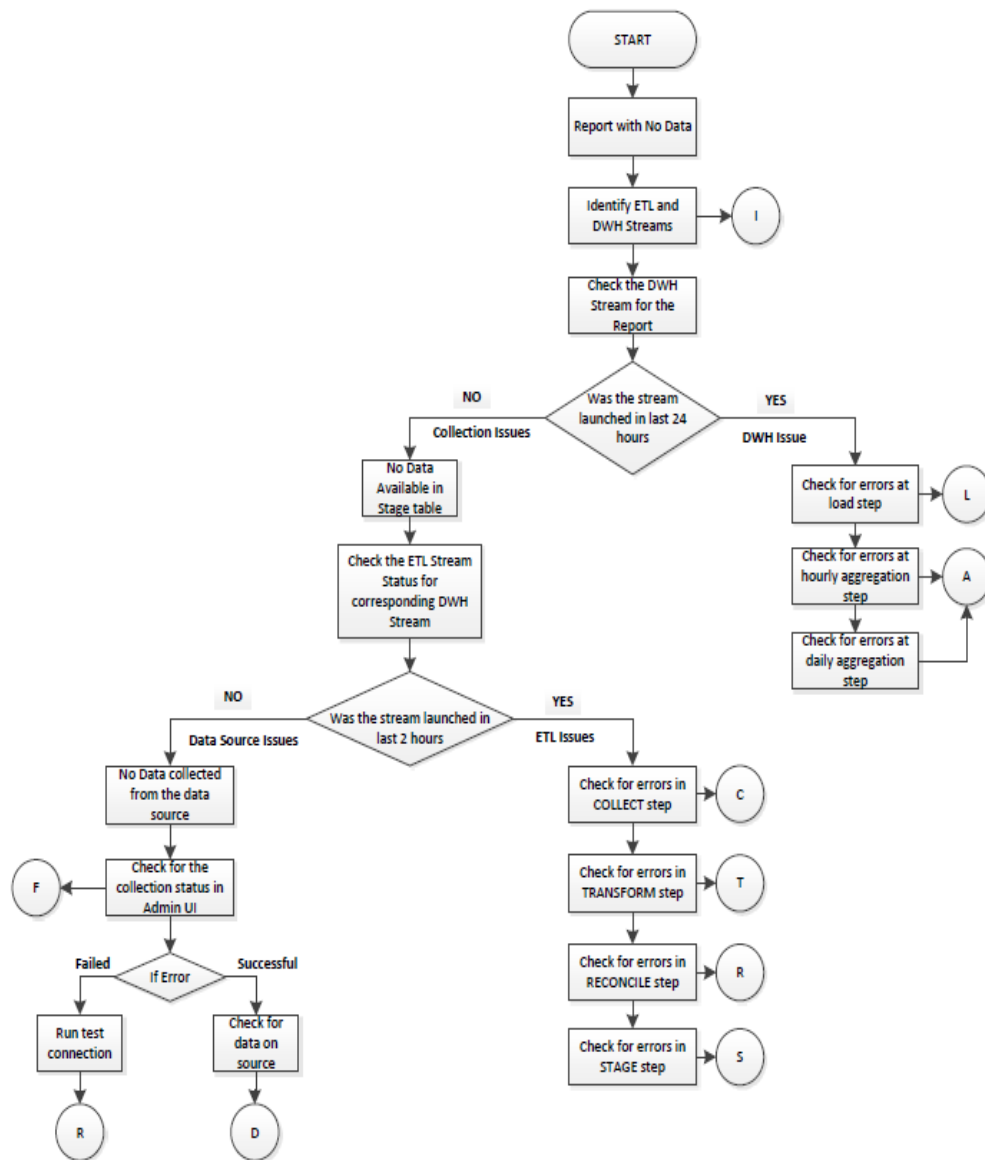 START
Report with No Data
Identify ETL and
DWH Streams
I
Check the DWH
Stream for the
Report
Was the stream
launched in last 24
hours
NO
Collection Issues
YES
DWH Issue
No Data
Available in
Stage table
Check for errors at
load step
L
Check the ETL Stream
Status for
corresponding DWH
Stream
Check for errors at
hourly aggregation
step
A
Check for errors at
daily aggregation
step
Was the stream launched in
last 2 hours
NO
Data Source Issues
YES
ETL Issues
No Data collected
from the data
source
Check for errors in
COLLECT step
C
Check for the
collection status in
Admin UI
F
Check for errors in
TRANSFORM step
T
If Error
Failed
Successful
Check for errors in
RECONCILE step
R
Run test
connection
Check for
data on
source
Check for errors in
STAGE step
S
R
D